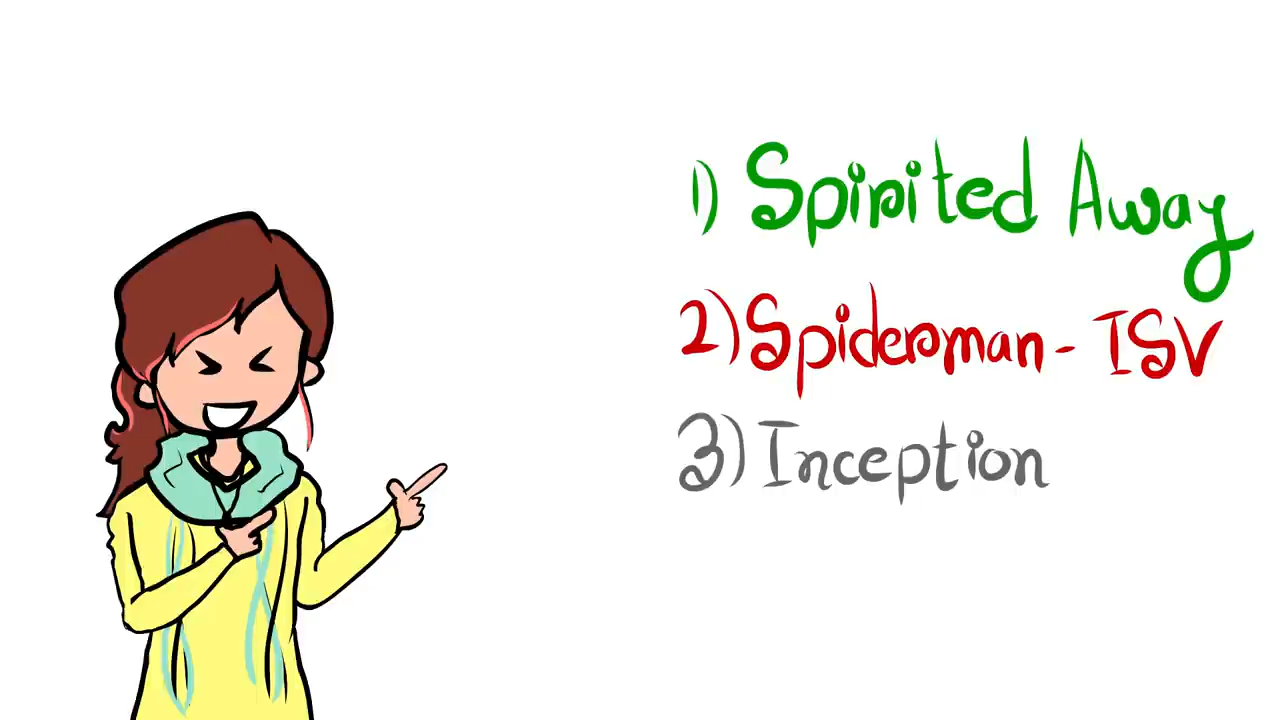 1) Spirited Away
2) Spiderman - ISV
3) Inception